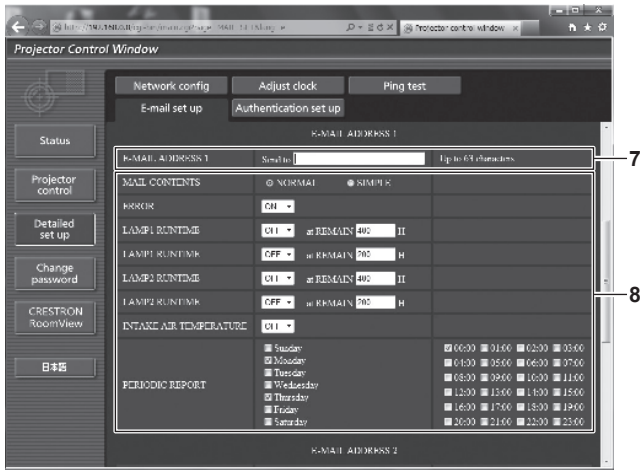 Projector control window
Projector Control Window
Network config Adjust clock Ping test
E-mail set up Authentication set up
Status
Projector control
Detailed set up
Change password
CRESTRON RoomView
日本語
E-MAIL ADDRESS 1
E-MAIL ADDRESS 1 Send to Up to 63 characters
7
MAIL CONTENTS NORMAL SIMPLE
ERROR ON
LAMP1 RUNTIME OFF at REMAIN 400 H
LAMP1 RUNTIME OFF at REMAIN 200 H
LAMP2 RUNTIME OFF at REMAIN 400 H
LAMP2 RUNTIME OFF at REMAIN 200 H
8
INTAKE AIR TEMPERATURE OFF
PERIODIC REPORT
Sunday
Monday
Tuesday
Wednesday
Thursday
Friday
Saturday
00:00 01:00 02:00 03:00
04:00 05:00 06:00 07:00
08:00 09:00 10:00 11:00
12:00 13:00 14:00 15:00
16:00 17:00 18:00 19:00
20:00 21:00 22:00 23:00
E-MAIL ADDRESS 2